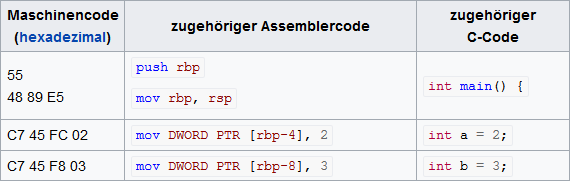 Maschinencode
(hexadezimal)
zugehöriger Assemblercode
zugehöriger
C-Code
55
48 89 E5
push rbp
mov rbp, rsp
int main() {
C7 45 FC 02
mov DWORD PTR [rbp-4], 2
int a = 2;
C7 45 F8 03
mov DWORD PTR [rbp-8], 3
int b = 3;